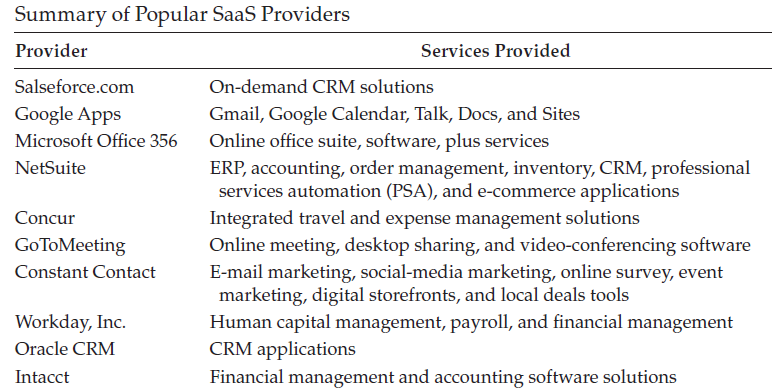 Summary of Popular SaaS Providers
Provider Services Provided
Salseforce.com On-demand CRM solutions
Google Apps Gmail, Google Calendar, Talk, Docs, and Sites
Microsoft Office 356 Online office suite, software, plus services
NetSuite ERP, accounting, order management, inventory, CRM, professional
services automation (PSA), and e-commerce applications
Concur Integrated travel and expense management solutions
GoToMeeting Online meeting, desktop sharing, and video-conferencing software
Constant Contact E-mail marketing, social-media marketing, online survey, event
marketing, digital storefronts, and local deals tools
Workday, Inc. Human capital management, payroll, and financial management
Oracle CRM CRM applications
Intacct Financial management and accounting software solutions